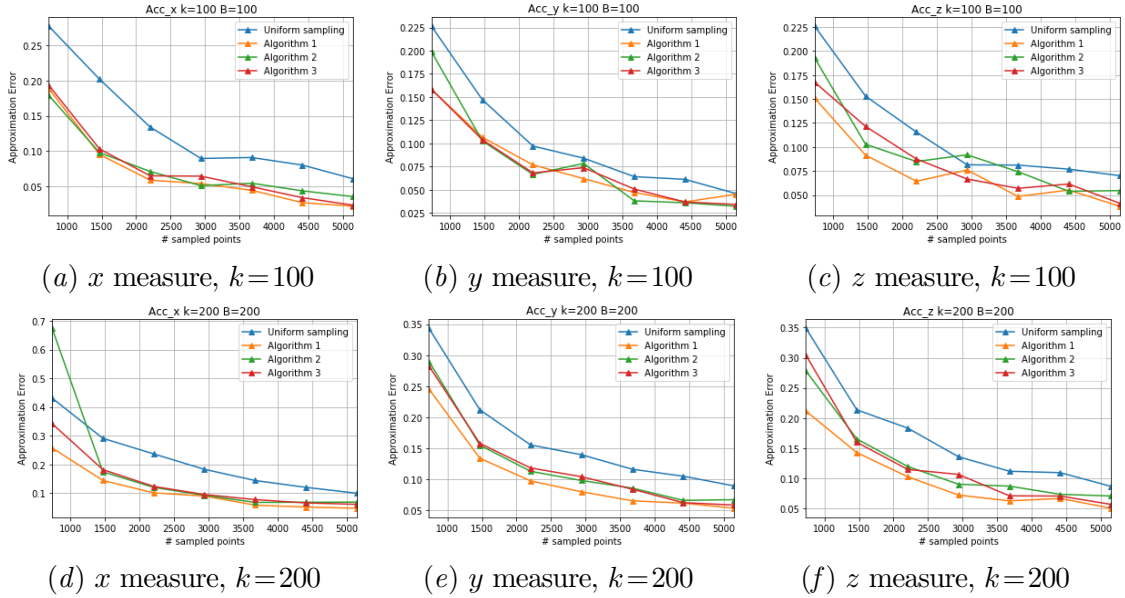 Acc_x k=100 B=100
Approximation Error
0.25
0.20
0.15
0.10
0.05
Uniform sampling
Algorithm 1
Algorithm 2
Algorithm 3
1000 1500 2000 2500 3000 3500 4000 4500 5000
# sampled points
(a) x measure, k=100
Acc_y k=100 B=100
Approximation Error
0.225
0.200
0.175
0.150
0.125
0.100
0.075
0.050
0.025
Uniform sampling
Algorithm 1
Algorithm 2
Algorithm 3
1000 1500 2000 2500 3000 3500 4000 4500 5000
# sampled points
(b) y measure, k=100
Acc_z k=100 B=100
Approximation Error
0.225
0.200
0.175
0.150
0.125
0.100
0.075
0.050
Uniform sampling
Algorithm 1
Algorithm 2
Algorithm 3
1000 1500 2000 2500 3000 3500 4000 4500 5000
# sampled points
(c) z measure, k=100
Acc_x k=200 B=200
Approximation Error
0.7
0.6
0.5
0.4
0.3
0.2
0.1
Uniform sampling
Algorithm 1
Algorithm 2
Algorithm 3
1000 1500 2000 2500 3000 3500 4000 4500 5000
# sampled points
(d) x measure, k=200
Acc_y k=200 B=200
Approximation Error
0.35
0.30
0.25
0.20
0.15
0.10
0.05
Uniform sampling
Algorithm 1
Algorithm 2
Algorithm 3
1000 1500 2000 2500 3000 3500 4000 4500 5000
# sampled points
(e) y measure, k=200
Acc_z k=200 B=200
Approximation Error
0.35
0.30
0.25
0.20
0.15
0.10
0.05
Uniform sampling
Algorithm 1
Algorithm 2
Algorithm 3
1000 1500 2000 2500 3000 3500 4000 4500 5000
# sampled points
(f) z measure, k=200